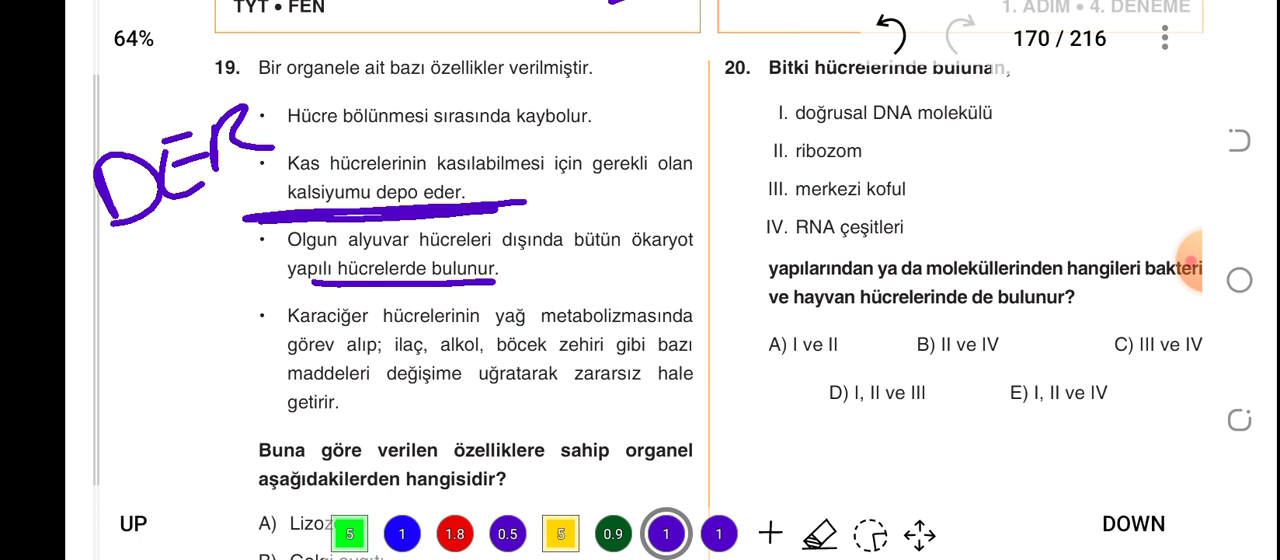 TYT • FEN
1. ADIM • 4. DENEME
64%
170 / 216
19. Bir organele ait bazı özellikler verilmiştir.
DER
• Hücre bölünmesi sırasında kaybolur.
• Kas hücrelerinin kasılabilmesi için gerekli olan
kalsiyumu depo eder.
• Olgun alyuvar hücreleri dışında bütün ökaryot
yapılı hücrelerde bulunur.
• Karaciğer hücrelerinin yağ metabolizmasında
görev alıp; ilaç, alkol, böcek zehiri gibi bazı
maddeleri değişime uğratarak zararsız hale
getirir.
Buna göre verilen özelliklere sahip organel
aşağıdakilerden hangisidir?
A)
B)
20. Bitki hücrelerinde bulunan,
I. doğrusal DNA molekülü
II. ribozom
III. merkezi koful
IV. RNA çeşitleri
yapılarından ya da moleküllerinden hangileri bakteri
ve hayvan hücrelerinde de bulunur?
A) I ve II B) II ve IV C) III ve IV
D) I, II ve III E) I, II ve IV
UP
5 1 1.8 0.5 5 0.9 1 1
DOWN